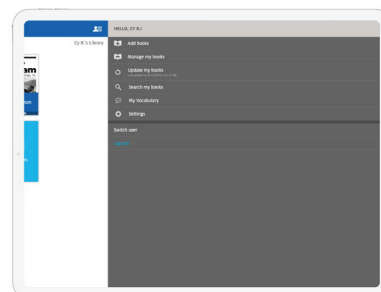 HELLO, CY B.!
Cy B.'s Library
Add books
Manage my books
Update my books
Search my books
My Vocabulary
Settings
Switch user